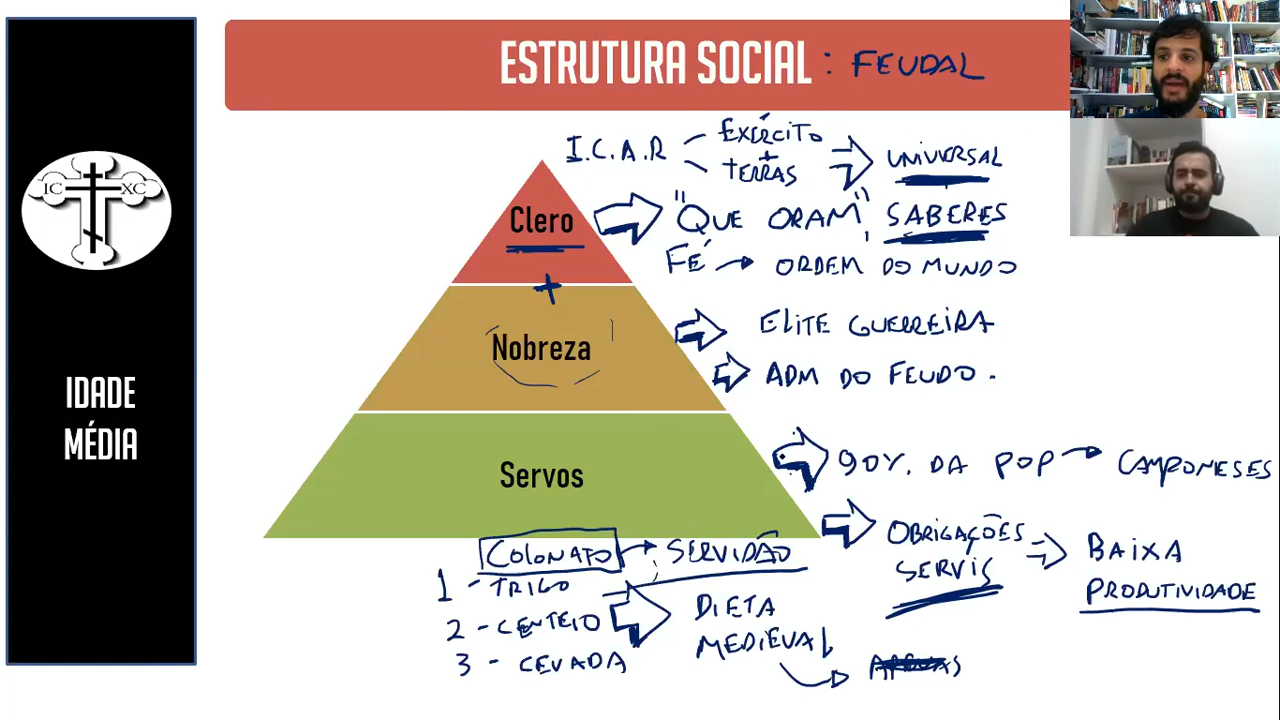 ESTRUTURA SOCIAL : FEUDAL
IC XC
IDADE
MÉDIA
I.C.A.R
EXÉRCITO
+
TERRAS
UNIVERSAL
Clero
"QUE ORAM" SABERES
FÉ ORDEM DO MUNDO
+
Nobreza
ELITE GUERREIRA
ADM DO FEUDO.
Servos
90%. DA POP CAMPONESES
OBRIGAÇÕES
SERVIS
BAIXA
PRODUTIVIDADE
COLONATO SERVIDÃO
1 - TRIGO
2 - CENTEIO
3 - CEVADA
DIETA
MEDIEVAL